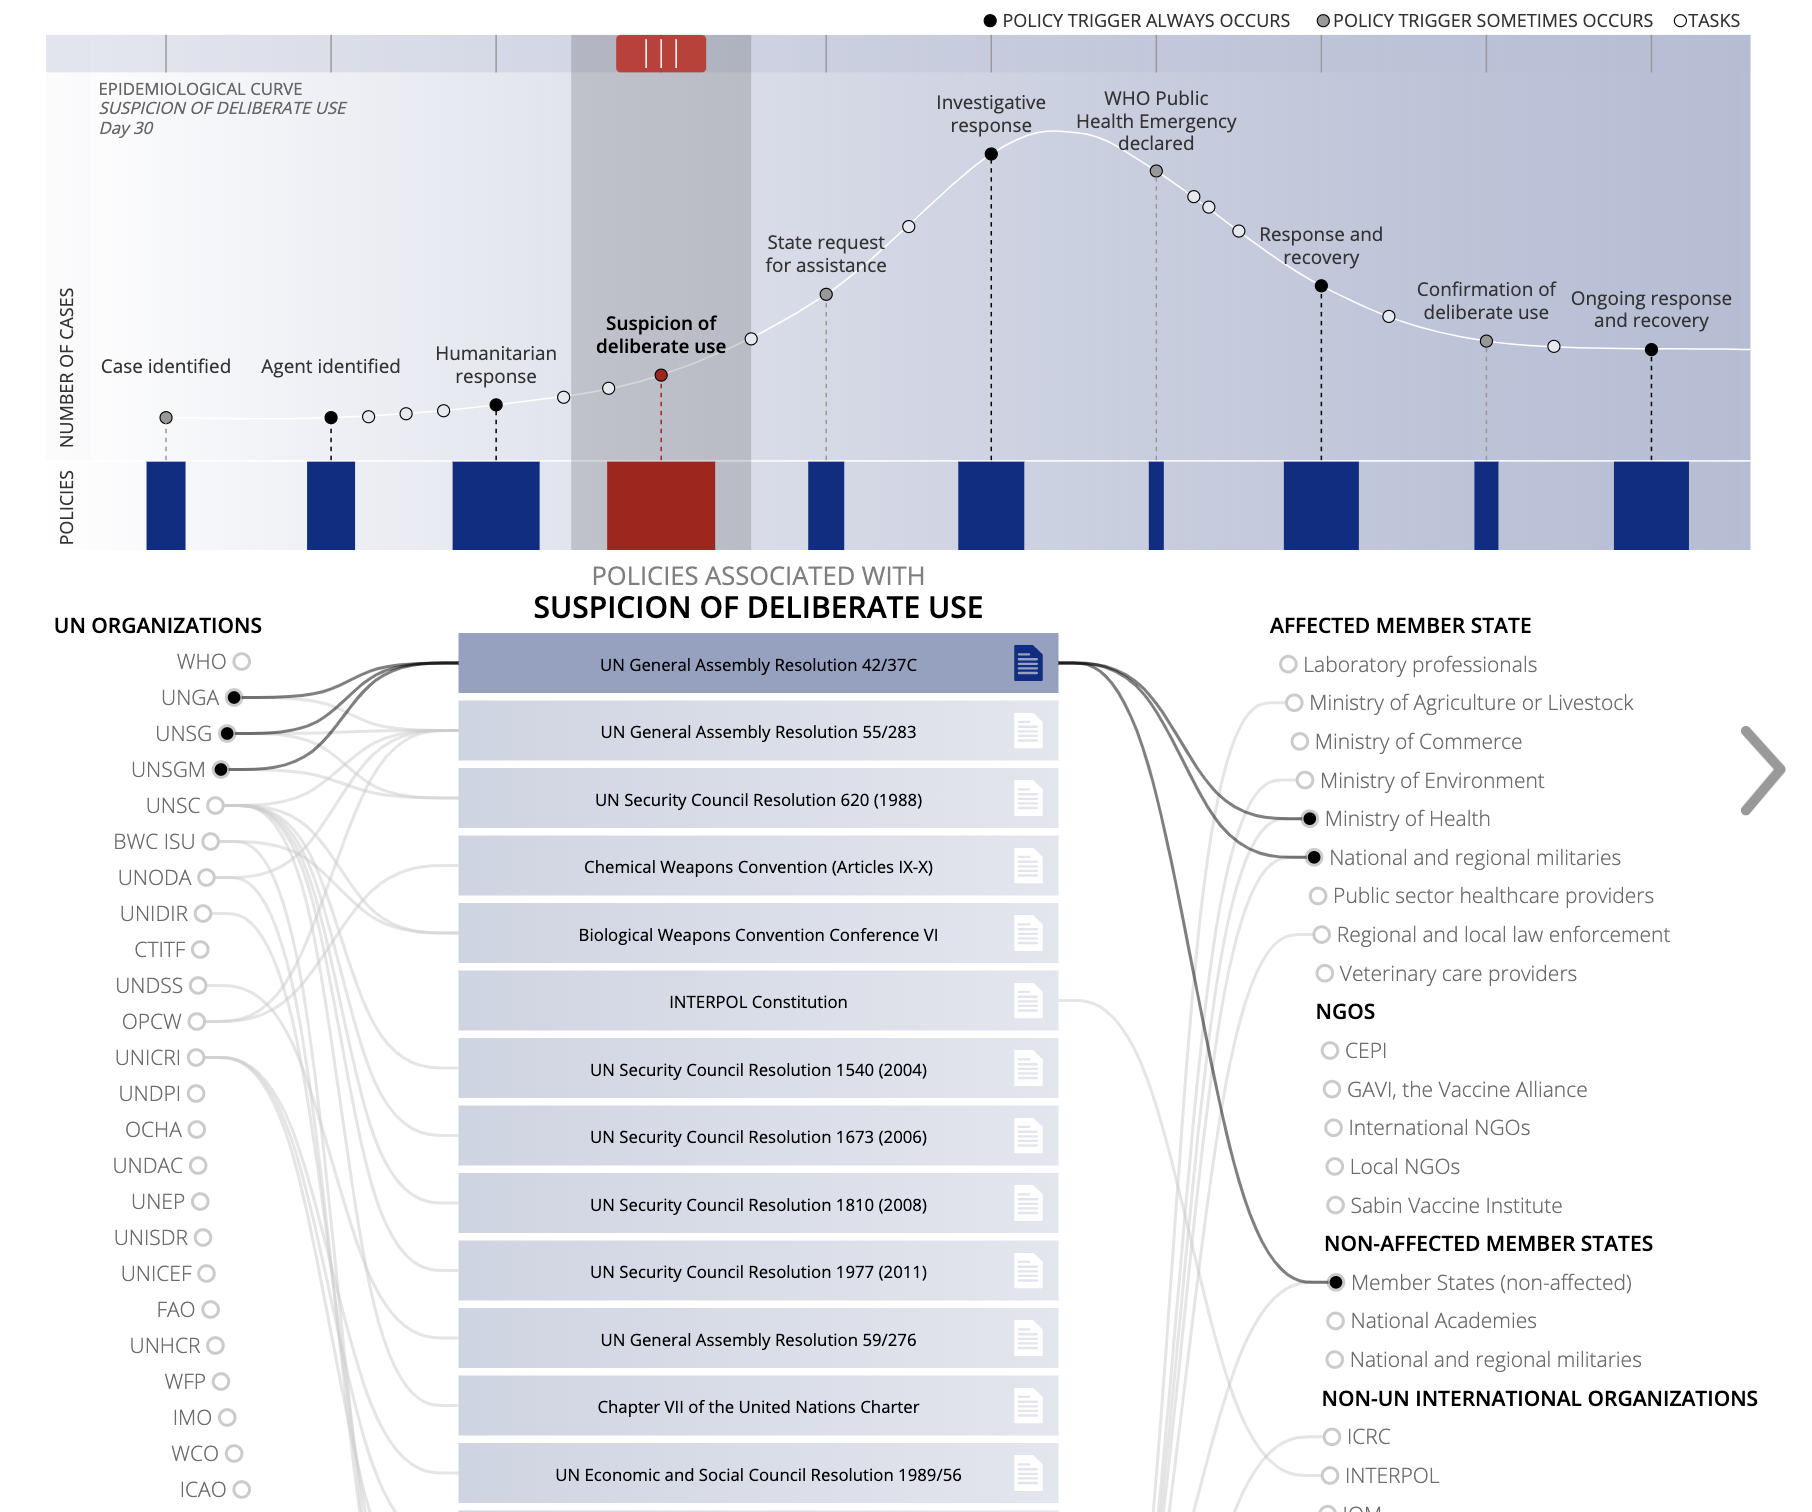 POLICY TRIGGER ALWAYS OCCURS
POLICY TRIGGER SOMETIMES OCCURS
TASKS
EPIDEMIOLOGICAL CURVE
SUSPICION OF DELIBERATE USE
Day 30
NUMBER OF CASES
POLICIES
Case identified
Agent identified
Humanitarian
response
Suspicion of
deliberate use
State request
for assistance
Investigative
response
WHO Public
Health Emergency
declared
Response and
recovery
Confirmation of
deliberate use
Ongoing response
and recovery
POLICIES ASSOCIATED WITH
SUSPICION OF DELIBERATE USE
UN ORGANIZATIONS
WHO
UNGA
UNSG
UNSGM
UNSC
BWC ISU
UNODA
UNIDIR
CTITF
UNDSS
OPCW
UNICRI
UNDPI
OCHA
UNDAC
UNEP
UNISDR
UNICEF
FAO
UNHCR
WFP
IMO
WCO
ICAO
UN General Assembly Resolution 42/37C
UN General Assembly Resolution 55/283
UN Security Council Resolution 620 (1988)
Chemical Weapons Convention (Articles IX-X)
Biological Weapons Convention Conference VI
INTERPOL Constitution
UN Security Council Resolution 1540 (2004)
UN Security Council Resolution 1673 (2006)
UN Security Council Resolution 1810 (2008)
UN Security Council Resolution 1977 (2011)
UN General Assembly Resolution 59/276
Chapter VII of the United Nations Charter
UN Economic and Social Council Resolution 1989/56
AFFECTED MEMBER STATE
Laboratory professionals
Ministry of Agriculture or Livestock
Ministry of Commerce
Ministry of Environment
Ministry of Health
National and regional militaries
Public sector healthcare providers
Regional and local law enforcement
Veterinary care providers
NGOS
CEPI
GAVI, the Vaccine Alliance
International NGOs
Local NGOs
Sabin Vaccine Institute
NON-AFFECTED MEMBER STATES
Member States (non-affected)
National Academies
National and regional militaries
NON-UN INTERNATIONAL ORGANIZATIONS
ICRC
INTERPOL